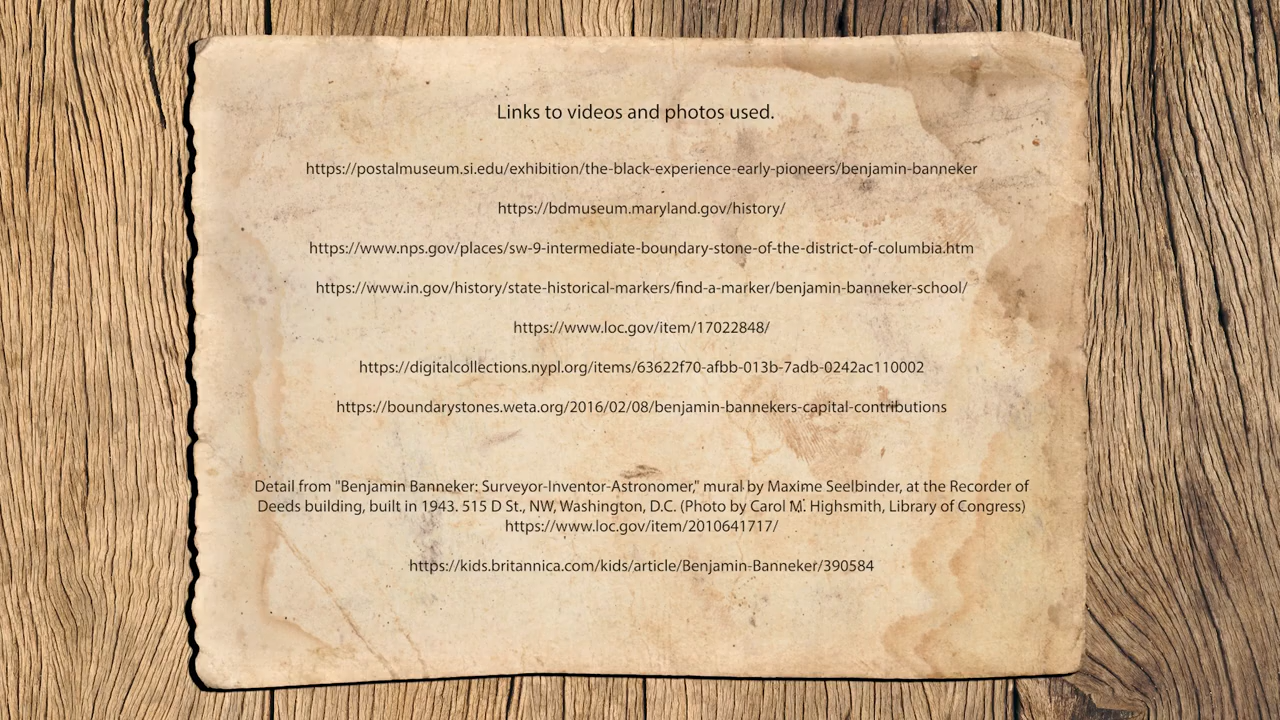 Links to videos and photos used.
https://postalmuseum.si.edu/exhibition/the-black-experience-early-pioneers/benjamin-banneker
https://bdmuseum.maryland.gov/history/
https://www.nps.gov/places/sw-9-intermediate-boundary-stone-of-the-district-of-columbia.htm
https://www.in.gov/history/state-historical-markers/find-a-marker/benjamin-banneker-school/
https://www.loc.gov/item/17022848/
https://digitalcollections.nypl.org/items/63622f70-afbb-013b-7adb-0242ac110002
https://boundarystones.weta.org/2016/02/08/benjamin-bannekers-capital-contributions
Detail from "Benjamin Banneker: Surveyor-Inventor-Astronomer," mural by Maxime Seelbinder, at the Recorder of
Deeds building, built in 1943. 515 D St., NW, Washington, D.C. (Photo by Carol M. Highsmith, Library of Congress)
https://www.loc.gov/item/2010641717/
https://kids.britannica.com/kids/article/Benjamin-Banneker/390584